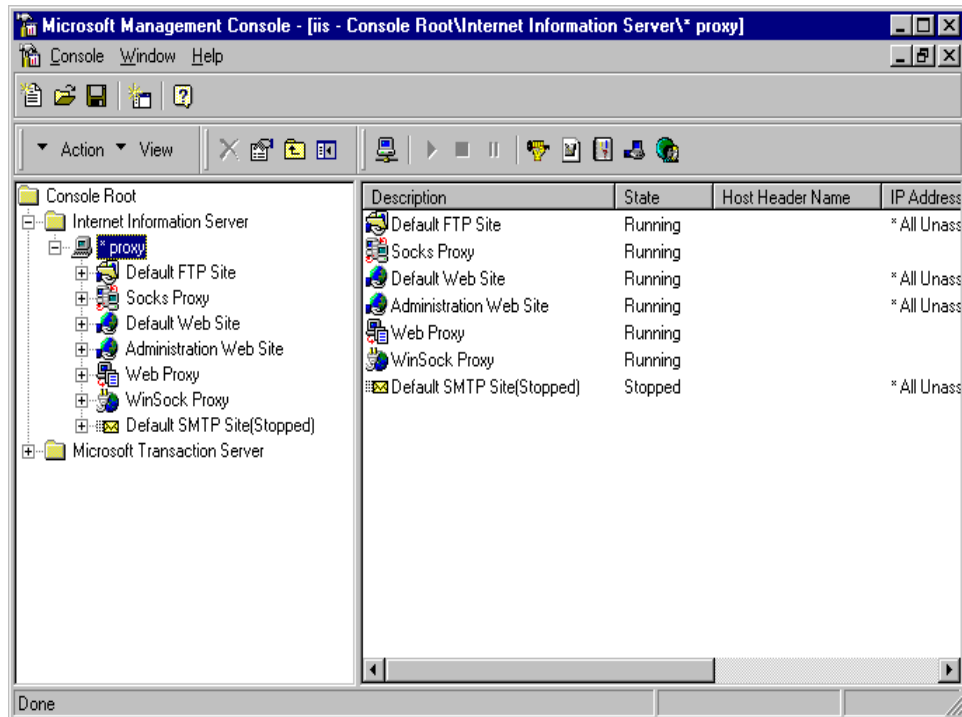 Microsoft Management Console - [iis - Console Root\Internet Information Server\* proxy]
Console Window Help
Action View
Console Root
Internet Information Server
* proxy
Default FTP Site
Socks Proxy
Default Web Site
Administration Web Site
Web Proxy
WinSock Proxy
Default SMTP Site(Stopped)
Microsoft Transaction Server
Description State Host Header Name IP Address
Default FTP Site Running * All Unass
Socks Proxy Running
Default Web Site Running * All Unass
Administration Web Site Running * All Unass
Web Proxy Running
WinSock Proxy Running
Default SMTP Site(Stopped) Stopped * All Unass
Done